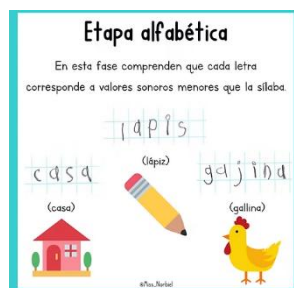 Etapa alfabética
En esta fase comprenden que cada letra
corresponde a valores sonoros menores que la sílaba.
lapis
(lápiz)
casa
gajina
(casa)
(gallina)
@Miss_Maribel